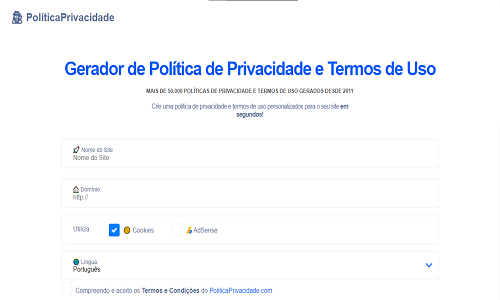 PolíticaPrivacidade
Gerador de Política de Privacidade e Termos de Uso
MAIS DE 50.000 POLÍTICAS DE PRIVACIDADE E TERMOS DE USO GERADOS DESDE 2011
Crie uma política de privacidade e termos de uso personalizados para o seu site em
segundos!
Nome do Site
Nome do Site
Domínio
http://
Utiliza: Cookies AdSense
Língua
Português
Compreendo e aceito os Termos e Condições do PolíticaPrivacidade.com